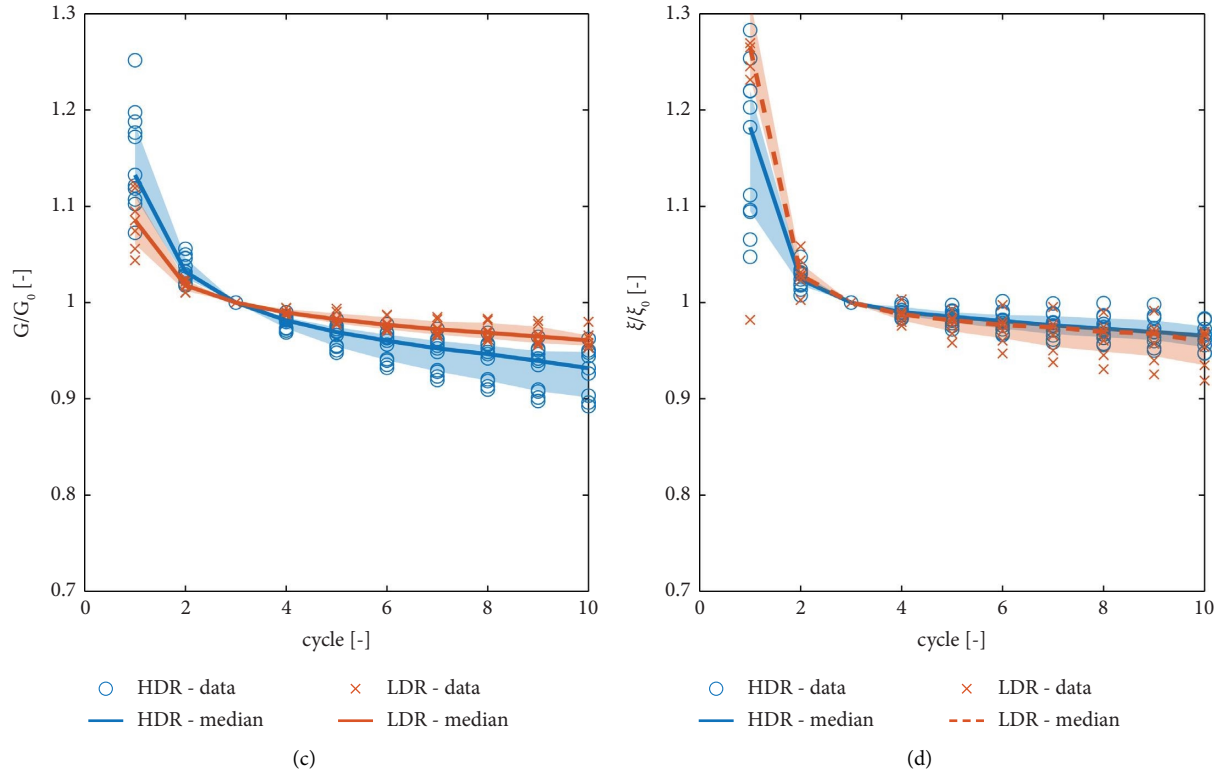 1.3
1.2
1.1
1
0.9
0.8
0.7
G/G₀ [-]
0 2 4 6 8 10
cycle [-]
HDR - data
LDR - data
HDR - median
LDR - median
(c)
1.3
1.2
1.1
1
0.9
0.8
0.7
ξ/ξ₀ [-]
0 2 4 6 8 10
cycle [-]
HDR - data
LDR - data
HDR - median
LDR - median
(d)